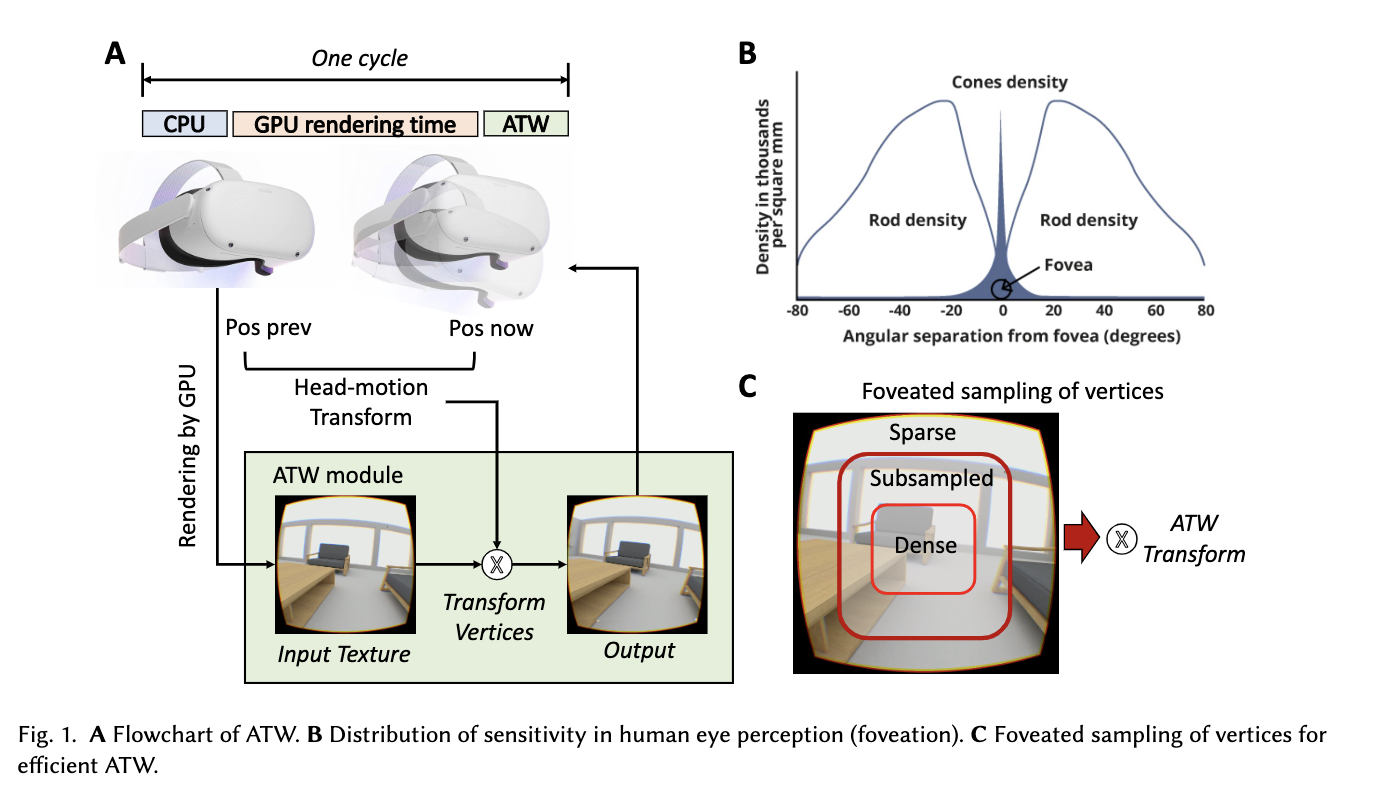 A
One cycle
CPU
GPU rendering time
ATW
Pos prev
Pos now
Head-motion
Transform
Rendering by GPU
ATW module
X
Transform
Vertices
Input Texture
Output
B
Cones density
Density in thousands
per square mm
Rod density
Rod density
Fovea
-80 -60 -40 -20 0 20 40 60 80
Angular separation from fovea (degrees)
C
Foveated sampling of vertices
Sparse
Subsampled
Dense
X
ATW
Transform
Fig. 1. A Flowchart of ATW. B Distribution of sensitivity in human eye perception (foveation). C Foveated sampling of vertices for
efficient ATW.